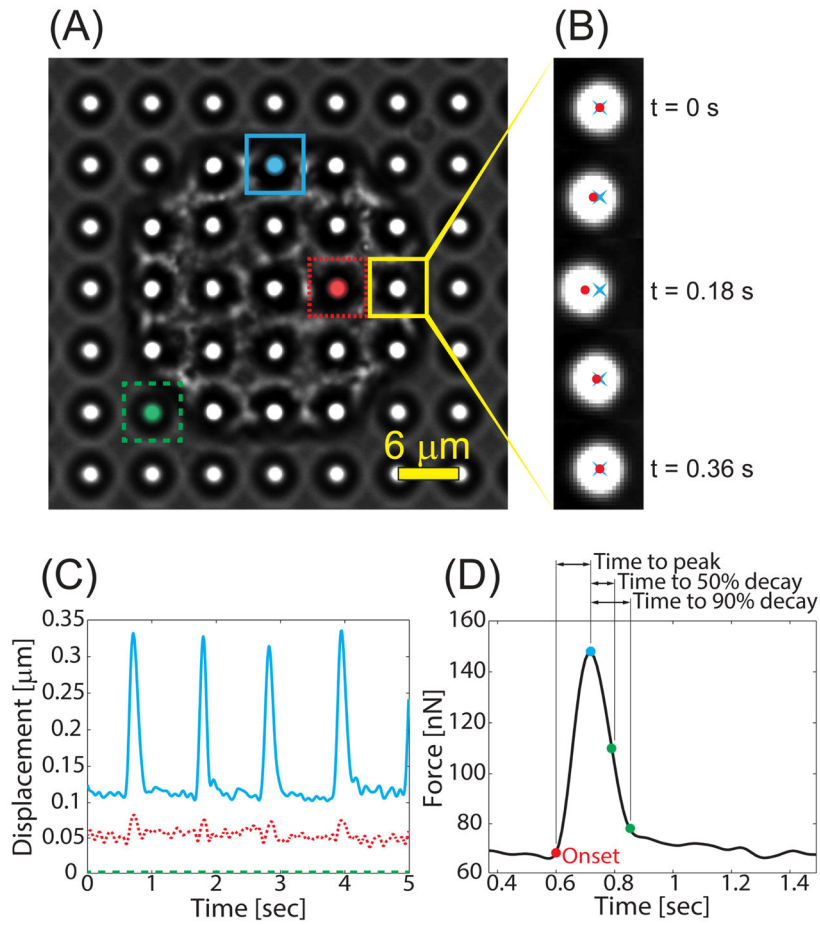 (A)
(B)
t = 0 s
t = 0.18 s
t = 0.36 s
6 μm
(C)
Displacement [μm]
0.35
0.3
0.25
0.2
0.15
0.1
0.05
0
0 1 2 3 4 5
Time [sec]
(D)
Time to peak
Time to 50% decay
Time to 90% decay
Force [nN]
160
140
120
100
80
60
Onset
0.4 0.6 0.8 1 1.2 1.4
Time [sec]